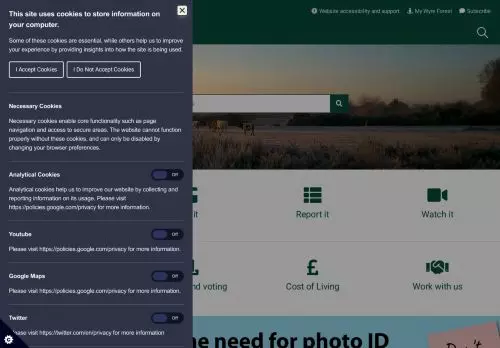 This site uses cookies to store information on
your computer.
Website accessibility and support
My Wyre Forest
Subscribe
Some of these cookies are essential, while others help us to improve
your experience by providing insights into how the site is being used.
I Accept Cookies
I Do Not Accept Cookies
Necessary Cookies
Necessary cookies enable core functionality such as page
navigation and access to secure areas. The website cannot function
properly without these cookies, and can only be disabled by
changing your browser preferences.
Analytical Cookies
Off
Analytical cookies help us to improve our website by collecting and
reporting information on its usage. Please visit
https://policies.google.com/privacy for more information.
it
Report it
Watch it
Youtube
Off
Please visit https://policies.google.com/privacy for more information.
Google Maps
Off
Please visit https://policies.google.com/privacy for more information.
nd voting
Cost of Living
Work with us
Twitter
Off
Please visit https://twitter.com/en/privacy for more information
e need for photo ID
Don't